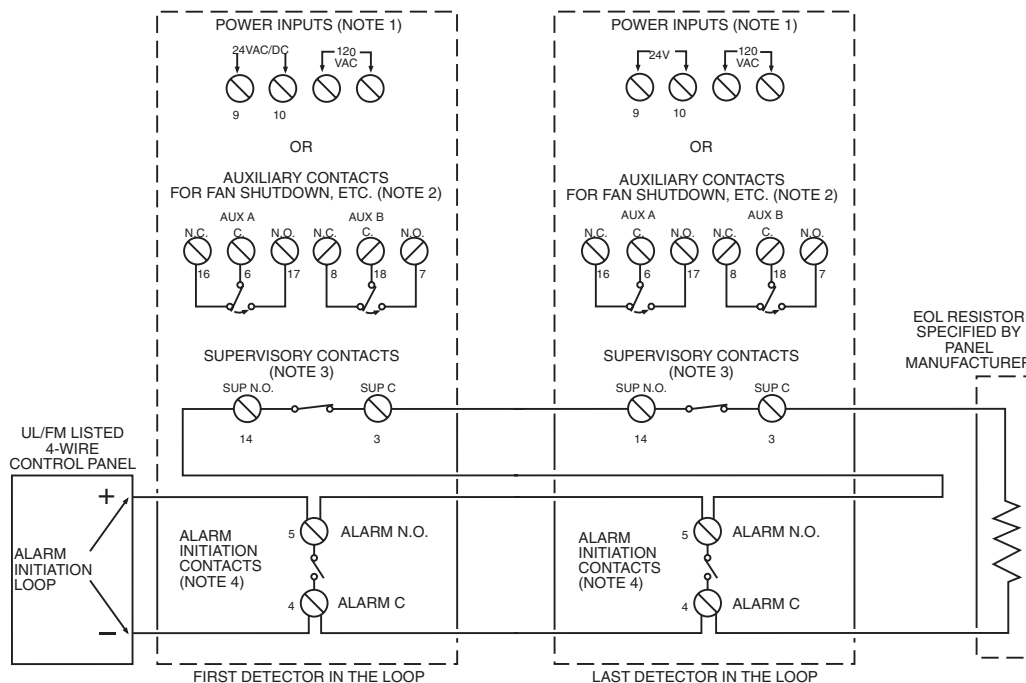 POWER INPUTS (NOTE 1)
24VAC/DC
120
VAC
9
10
OR
AUXILIARY CONTACTS
FOR FAN SHUTDOWN, ETC. (NOTE 2)
AUX A
AUX B
N.C.
C.
N.O.
N.C.
C.
N.O.
16
6
17
8
18
7
SUPERVISORY CONTACTS
(NOTE 3)
SUP N.O.
SUP C
14
3
POWER INPUTS (NOTE 1)
24V
120
VAC
9
10
OR
AUXILIARY CONTACTS
FOR FAN SHUTDOWN, ETC. (NOTE 2)
AUX A
AUX B
N.C.
C.
N.O.
N.C.
C.
N.O.
16
6
17
8
18
7
SUPERVISORY CONTACTS
(NOTE 3)
SUP N.O.
SUP C
14
3
EOL RESISTOR
SPECIFIED BY
PANEL
MANUFACTURER
UL/FM LISTED
4-WIRE
CONTROL PANEL
+
ALARM
INITIATION
LOOP
–
ALARM
INITIATION
CONTACTS
(NOTE 4)
5
ALARM N.O.
4
ALARM C
ALARM
INITIATION
CONTACTS
(NOTE 4)
5
ALARM N.O.
4
ALARM C
FIRST DETECTOR IN THE LOOP
LAST DETECTOR IN THE LOOP